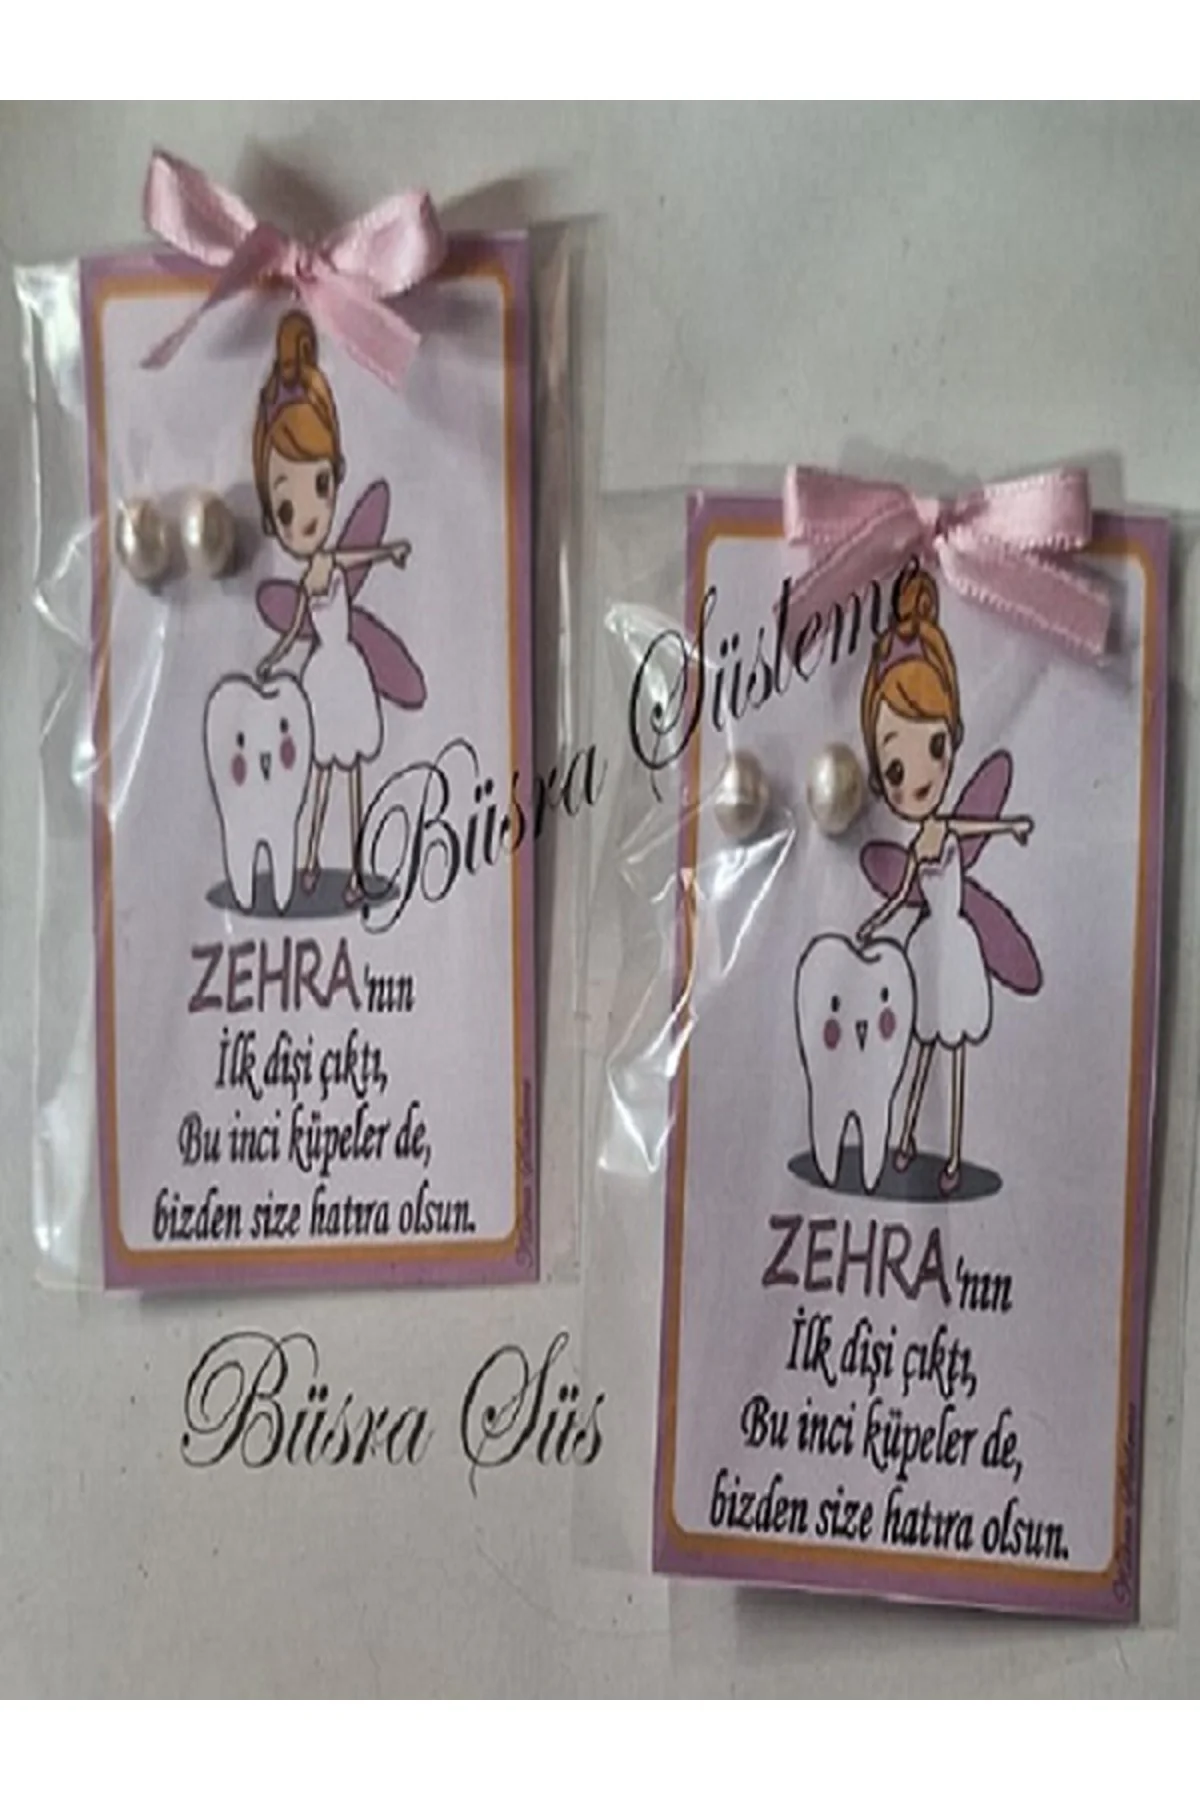 ZEHRA'nın
İlk dişi çıktı,
Bu inci küpeler de,
bizden size hatıra olsun.
Büsra Süsleme
ZEHRA'nın
İlk dişi çıktı,
Bu inci küpeler de,
bizden size hatıra olsun.
Büsra Süs